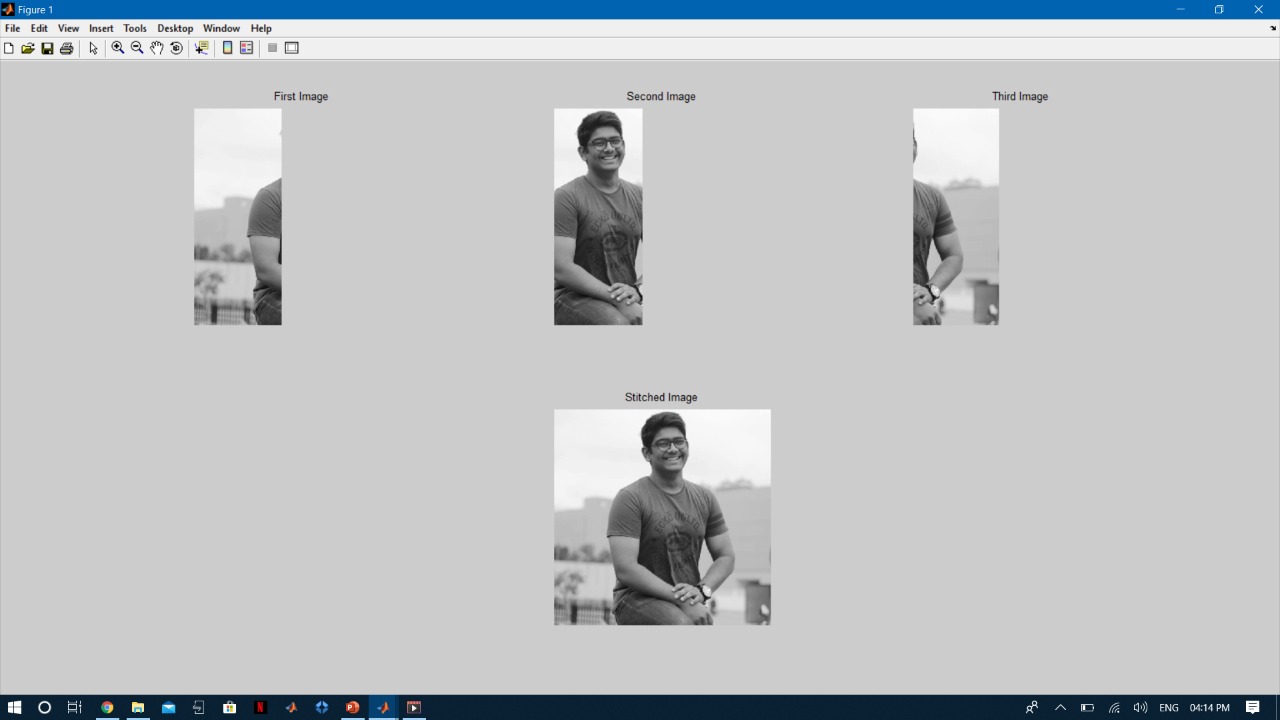 Figure 1
File Edit View Insert Tools Desktop Window Help
First Image
Second Image
Third Image
Stitched Image
ENG 04:14 PM